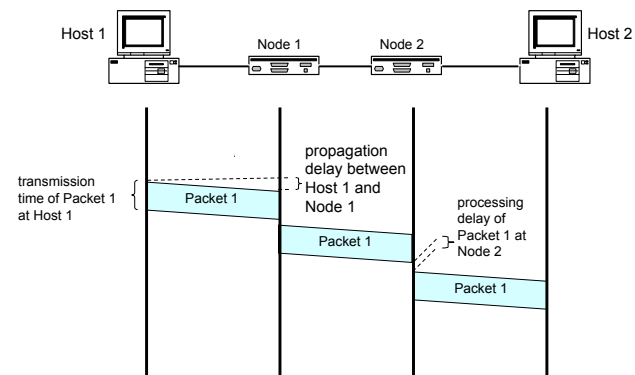 Host 1
Node 1
Node 2
Host 2
propagation
delay between
Host 1 and
Node 1
transmission
time of Packet 1
at Host 1
Packet 1
processing
delay of
Packet 1 at
Node 2
Packet 1
Packet 1